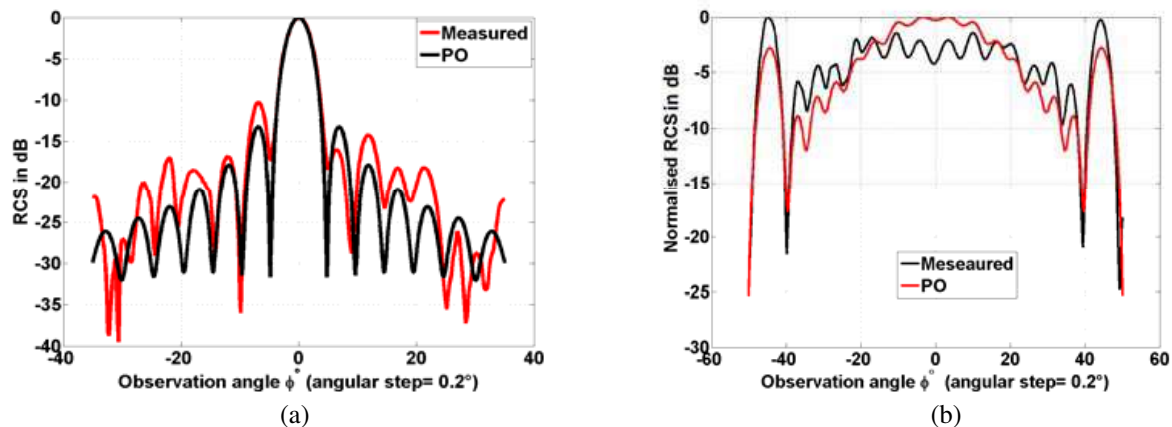 0
-5
-10
-15
-20
-25
-30
-35
-40
RCS in dB
Measured
PO
-40 -20 0 20 40
Observation angle ϕ° (angular step= 0.2°)
(a)
0
-5
-10
-15
-20
-25
-30
Normalised RCS in dB
Meseaured
PO
-60 -40 -20 0 20 40 60
Observation angle ϕ° (angular step= 0.2°)
(b)